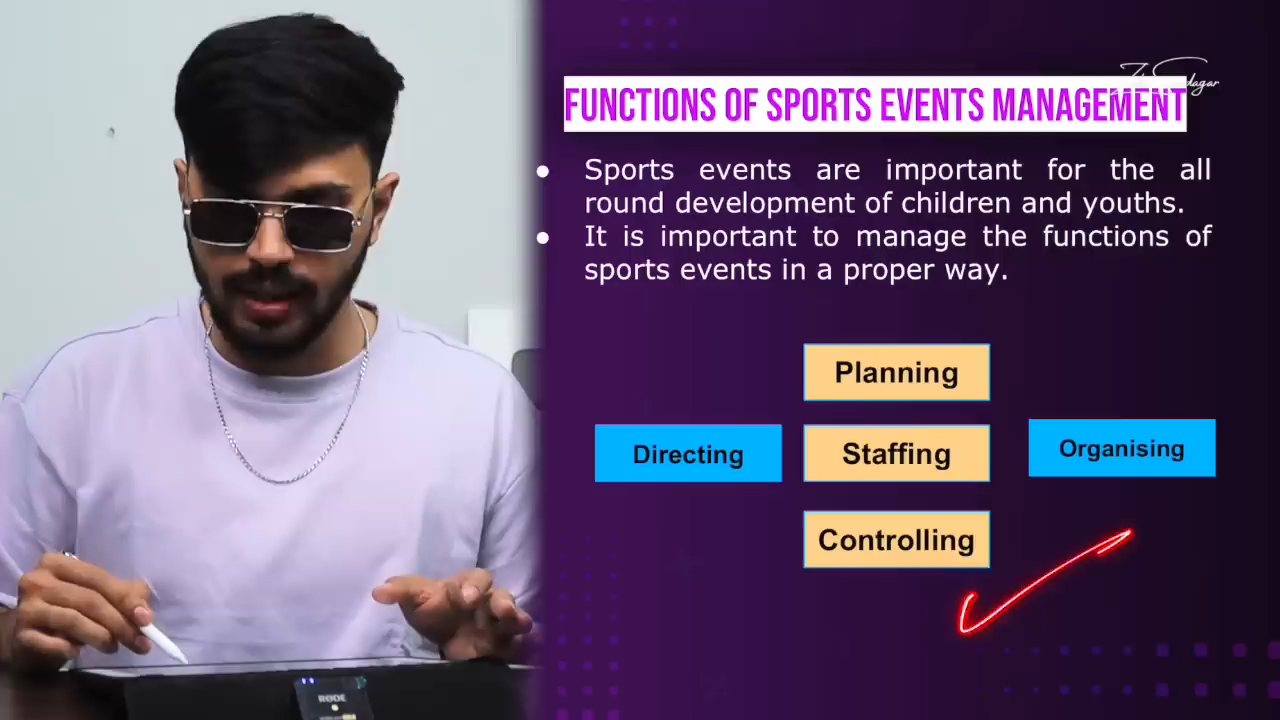 FUNCTIONS OF SPORTS EVENTS MANAGEMENT
● Sports events are important for the all
round development of children and youths.
● It is important to manage the functions of
sports events in a proper way.
Planning
Directing
Staffing
Organising
Controlling
RØDE